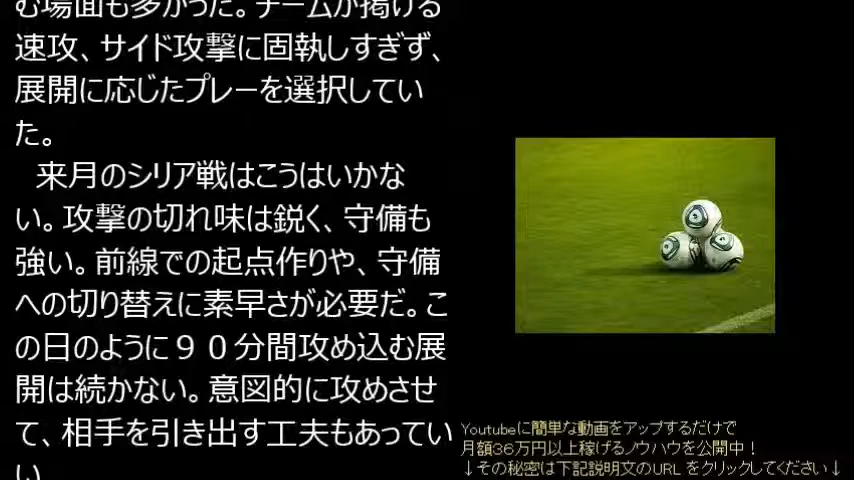 む場面も多かった。チームが掲げる
速攻、サイド攻撃に固執しすぎず、
展開に応じたプレーを選択してい
た。
来月のシリア戦はこうはいかな
い。攻撃の切れ味は鋭く、守備も
強い。前線での起点作りや、守備
への切り替えに素早さが必要だ。こ
の日のように９０分間攻め込む展
開は続かない。意図的に攻めさせ
て、相手を引き出す工夫もあってい
い
Youtubeに簡単な動画をアップするだけで
月額36万円以上稼げるノウハウを公開中！
↓その秘密は下記説明文のURL をクリックしてください↓